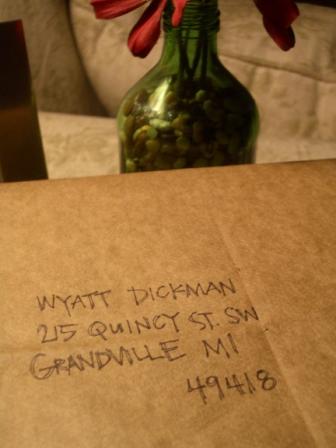 WYATT DICKMAN
215 QUINCY ST. SW
GRANDVILLE MI
49418